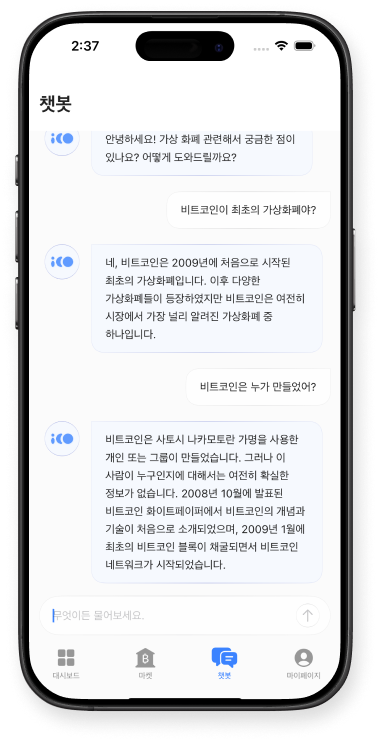 2:37
챗봇
ico
안녕하세요! 가상 화폐 관련해서 궁금한 점이
있나요? 어떻게 도와드릴까요?
비트코인이 최초의 가상화폐야?
ico
네, 비트코인은 2009년에 처음으로 시작된
최초의 가상화폐입니다. 이후 다양한
가상화폐들이 등장하였지만 비트코인은 여전히
시장에서 가장 널리 알려진 가상화폐 중
하나입니다.
비트코인은 누가 만들었어?
ico
비트코인은 사토시 나카모토란 가명을 사용한
개인 또는 그룹이 만들었습니다. 그러나 이
사람이 누구인지에 대해서는 여전히 확실한
정보가 없습니다. 2008년 10월에 발표된
비트코인 화이트페이퍼에서 비트코인의 개념과
기술이 처음으로 소개되었으며, 2009년 1월에
최초의 비트코인 블록이 채굴되면서 비트코인
네트워크가 시작되었습니다.
무엇이든 물어보세요.
대시보드
마켓
챗봇
마이페이지